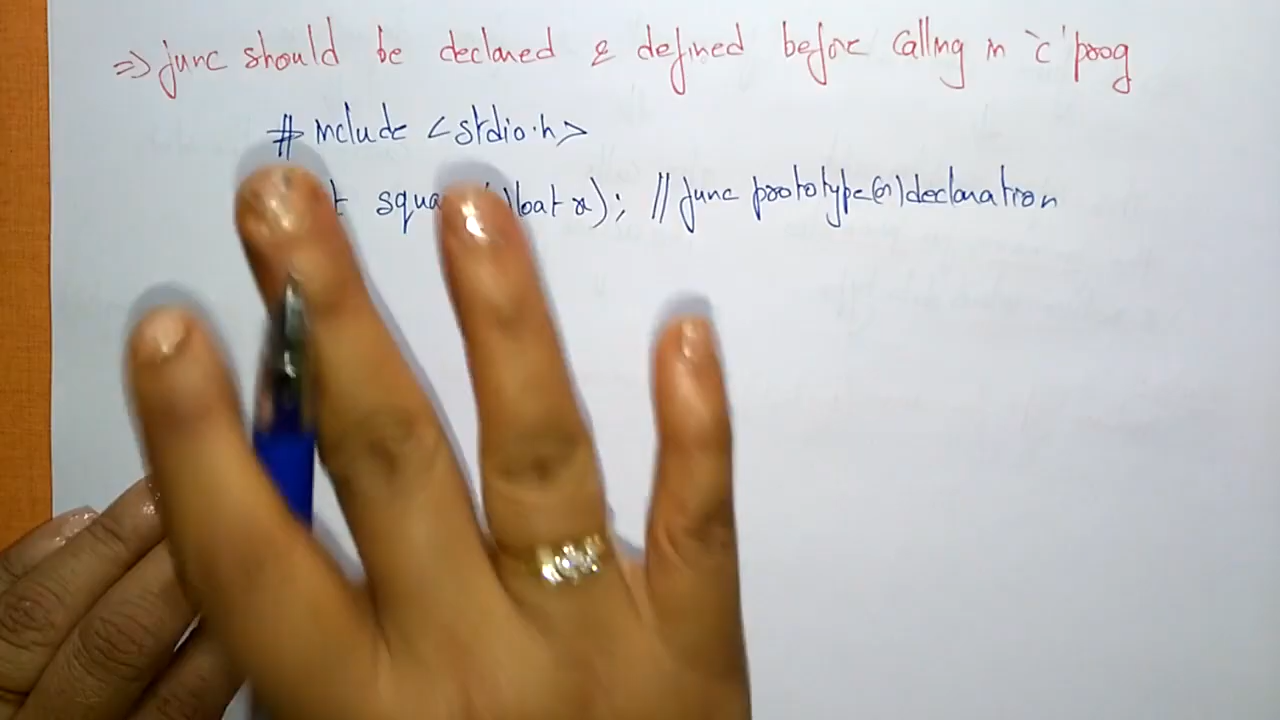 => func should be declared & defined before calling in 'c' prog
# include <stdio.h>
x); // func prototype(or)declaration